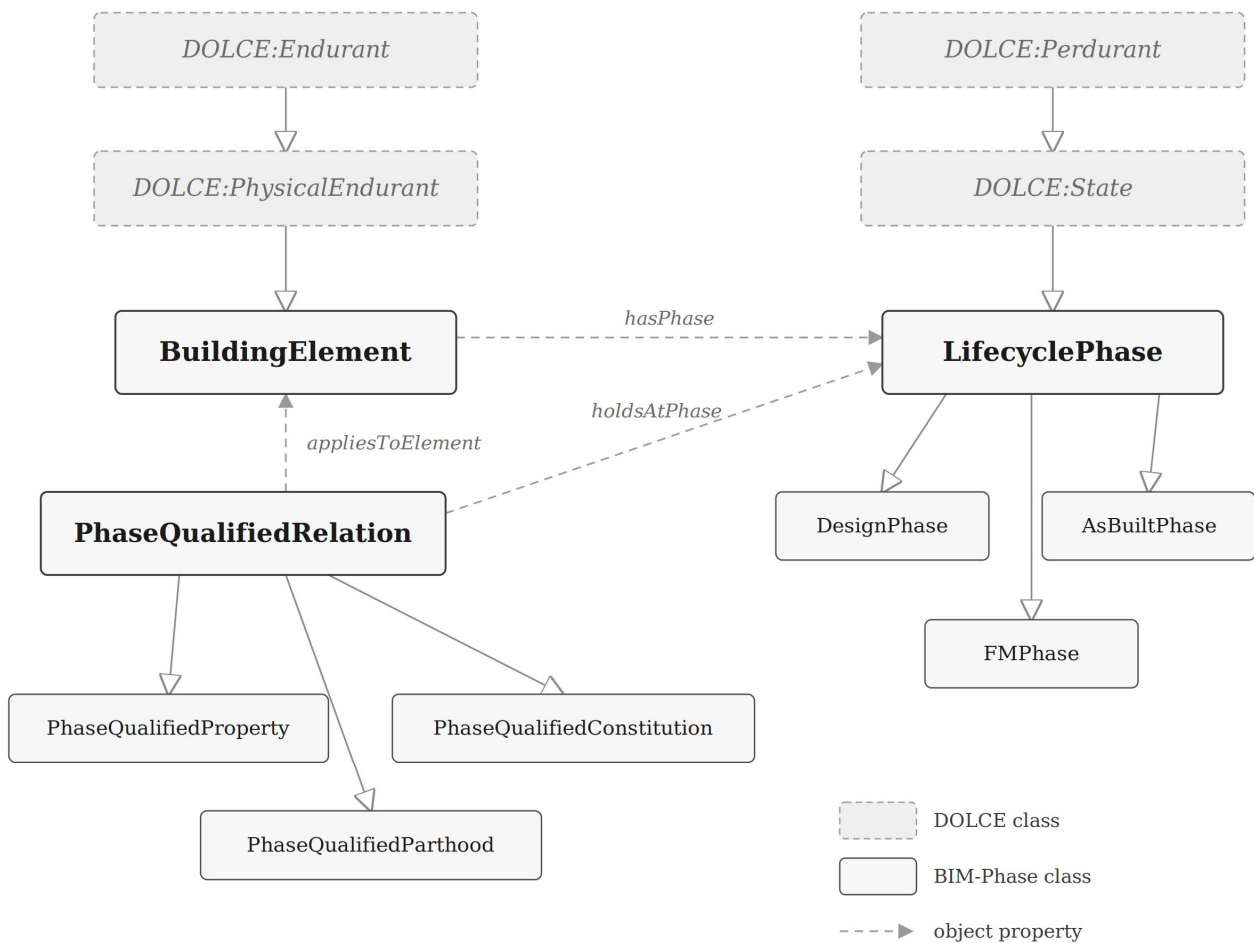 DOLCE:Endurant
DOLCE:Perdurant
DOLCE:PhysicalEndurant
DOLCE:State
BuildingElement
hasPhase
LifecyclePhase
holdsAtPhase
appliesToElement
PhaseQualifiedRelation
DesignPhase
AsBuiltPhase
FMPhase
PhaseQualifiedProperty
PhaseQualifiedConstitution
PhaseQualifiedParthood
DOLCE class
BIM-Phase class
object property